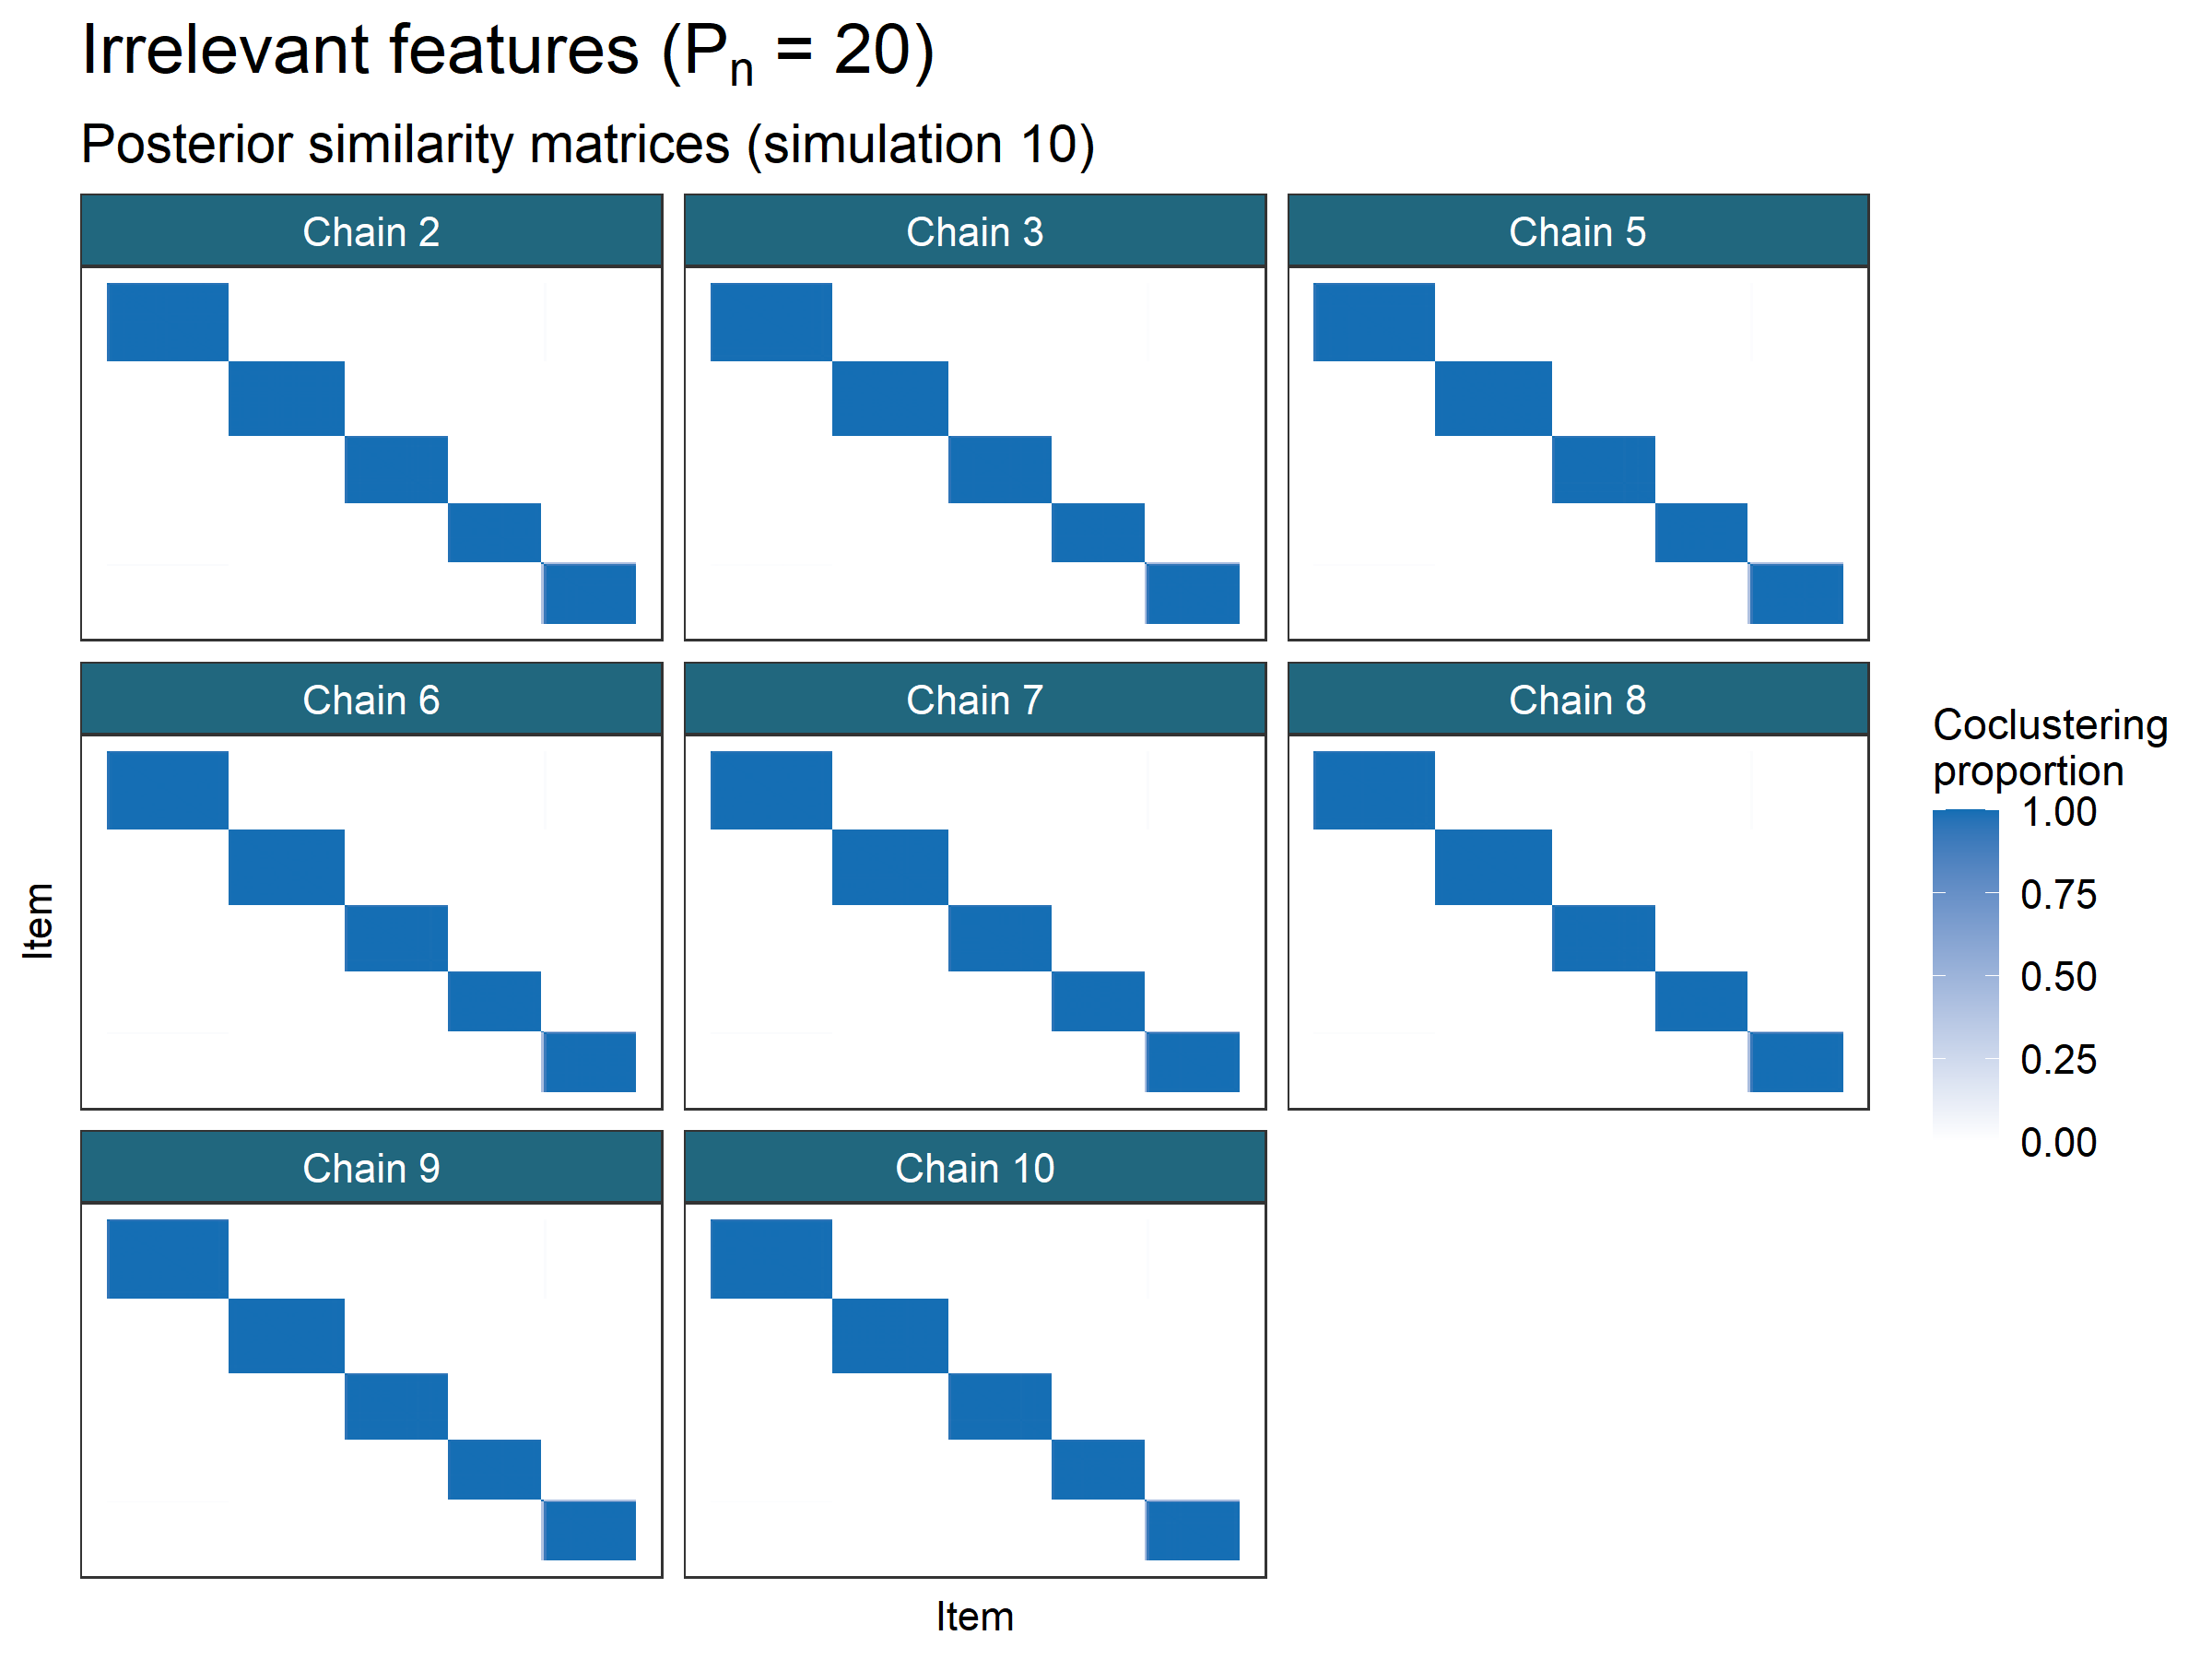 Irrelevant features (Pn = 20)
Posterior similarity matrices (simulation 10)
Chain 2
Chain 3
Chain 5
Chain 6
Chain 7
Chain 8
Chain 9
Chain 10
Item
Item
Coclustering
proportion
1.00
0.75
0.50
0.25
0.00